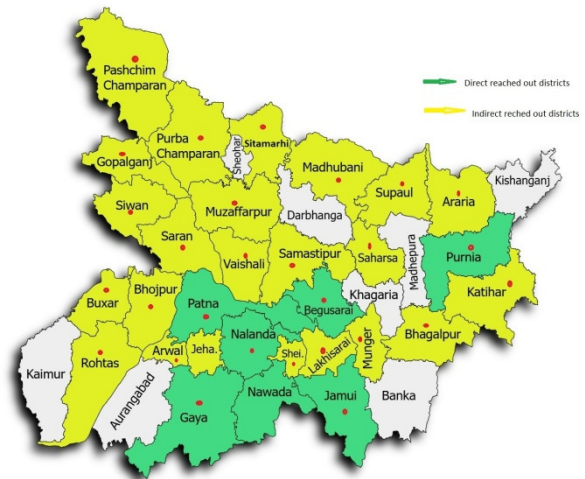 Pashchim
Champaran
Direct reached out districts
Indirect reched out districts
Purba
Champaran
Sitamarhi
Sheohar
Gopalganj
Madhubani
Kishanganj
Siwan
Muzaffarpur
Darbhanga
Supaul
Araria
Saran
Vaishali
Samastipur
Saharsa
Madhepura
Purnia
Katihar
Buxar
Bhojpur
Patna
Begusarai
Khagaria
Bhagalpur
Kaimur
Rohtas
Arwal
Jeha.
Nalanda
Shei.
Lakhisarai
Munger
Aurangabad
Gaya
Nawada
Jamui
Banka